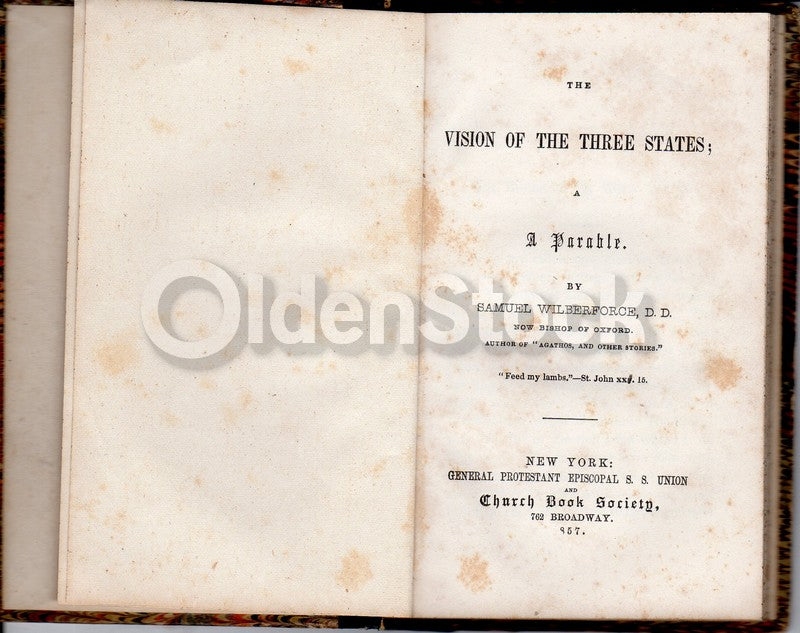 THE
VISION OF THE THREE STATES;
A
A Parable.
BY
SAMUEL WILBERFORCE, D. D.
NOW BISHOP OF OXFORD.
AUTHOR OF "AGATHOS, AND OTHER STORIES."
"Feed my lambs."—St. John xxi. 15.
OldenStock
NEW YORK:
GENERAL PROTESTANT EPISCOPAL S. S. UNION
AND
Church Book Society,
762 BROADWAY.
857.